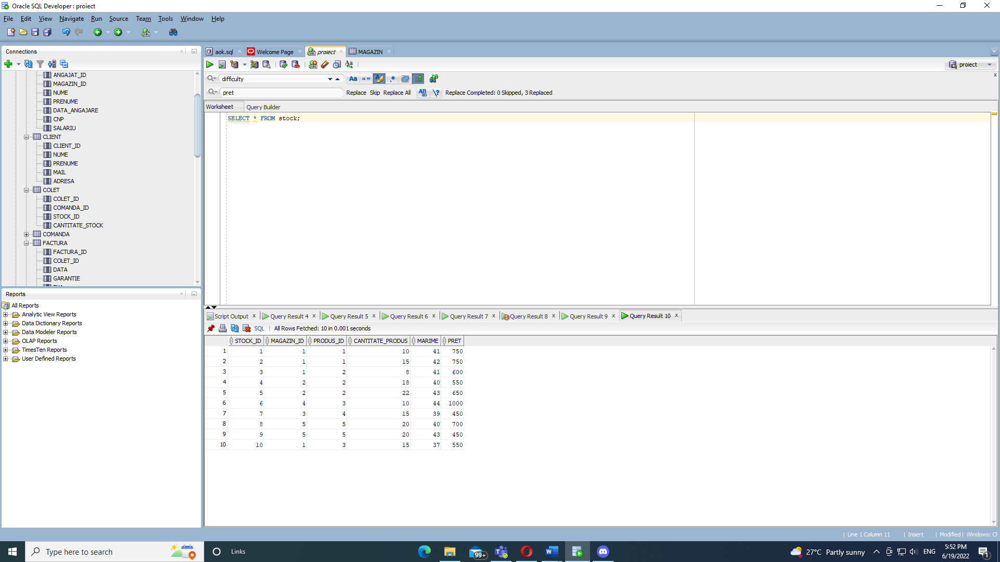 Oracle SQL Developer : proiect
File Edit View Navigate Run Source Team Tools Window Help
Connections
ANGAJAT_ID
MAGAZIN_ID
NUME
PRENUME
DATA_ANGAJARE
CNP
SALARIU
CLIENT
CLIENT_ID
NUME
PRENUME
MAIL
ADRESA
COLET
COLET_ID
COMANDA_ID
STOCK_ID
CANTITATE_STOCK
COMANDA
FACTURA
FACTURA_ID
COLET_ID
DATA
GARANTIE
Reports
All Reports
Analytic View Reports
Data Dictionary Reports
Data Modeler Reports
OLAP Reports
TimesTen Reports
User Defined Reports
aok.sql Welcome Page proiect MAGAZIN
proiect
difficulty
pret Replace Skip Replace All Replace Completed: 0 Skipped, 3 Replaced
Worksheet Query Builder
SELECT * FROM stock;
Script Output Query Result 4 Query Result 5 Query Result 6 Query Result 7 Query Result 8 Query Result 9 Query Result 10
SQL All Rows Fetched: 10 in 0.001 seconds
STOCK_ID MAGAZIN_ID PRODUS_ID CANTITATE_PRODUS MARIME PRET
1 1 1 1 10 41 750
2 2 1 1 15 42 750
3 3 1 2 8 41 600
4 4 2 2 18 40 550
5 5 2 2 22 43 650
6 6 4 3 10 44 1000
7 7 3 4 15 39 450
8 8 5 5 20 40 700
9 9 5 5 20 43 450
10 10 1 3 15 37 550
Line 1 Column 11 Insert Modified Windows: CF
Type here to search Links 99+ 27°C Partly sunny ENG 5:52 PM
6/19/2022 1